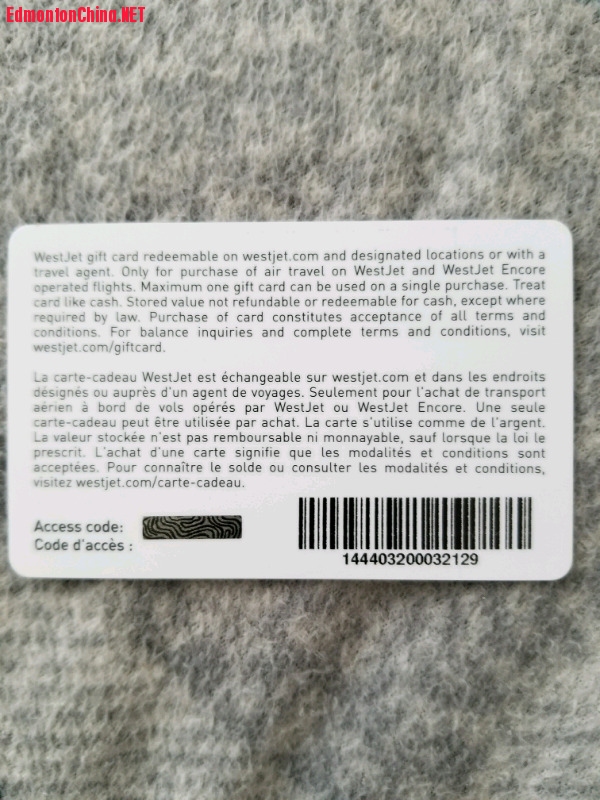 EdmontonChina.NET
WestJet gift card redeemable on westjet.com and designated locations or with a
travel agent. Only for purchase of air travel on WestJet and WestJet Encore
operated flights. Maximum one gift card can be used on a single purchase. Treat
card like cash. Stored value not refundable or redeemable for cash, except where
required by law. Purchase of card constitutes acceptance of all terms and
conditions. For balance inquiries and complete terms and conditions, visit
westjet.com/giftcard.
La carte-cadeau WestJet est échangeable sur westjet.com et dans les endroits
désignés ou auprès d'un agent de voyages. Seulement pour l'achat de transport
aérien à bord de vols opérés par WestJet ou WestJet Encore. Une seule
carte-cadeau peut être utilisée par achat. La carte s'utilise comme de l'argent.
La valeur stockée n'est pas remboursable ni monnayable, sauf lorsque la loi le
prescrit. L'achat d'une carte signifie que les modalités et conditions sont
acceptées. Pour connaître le solde ou consulter les modalités et conditions,
visitez westjet.com/carte-cadeau.
Access code:
Code d'accès :
144403200032129